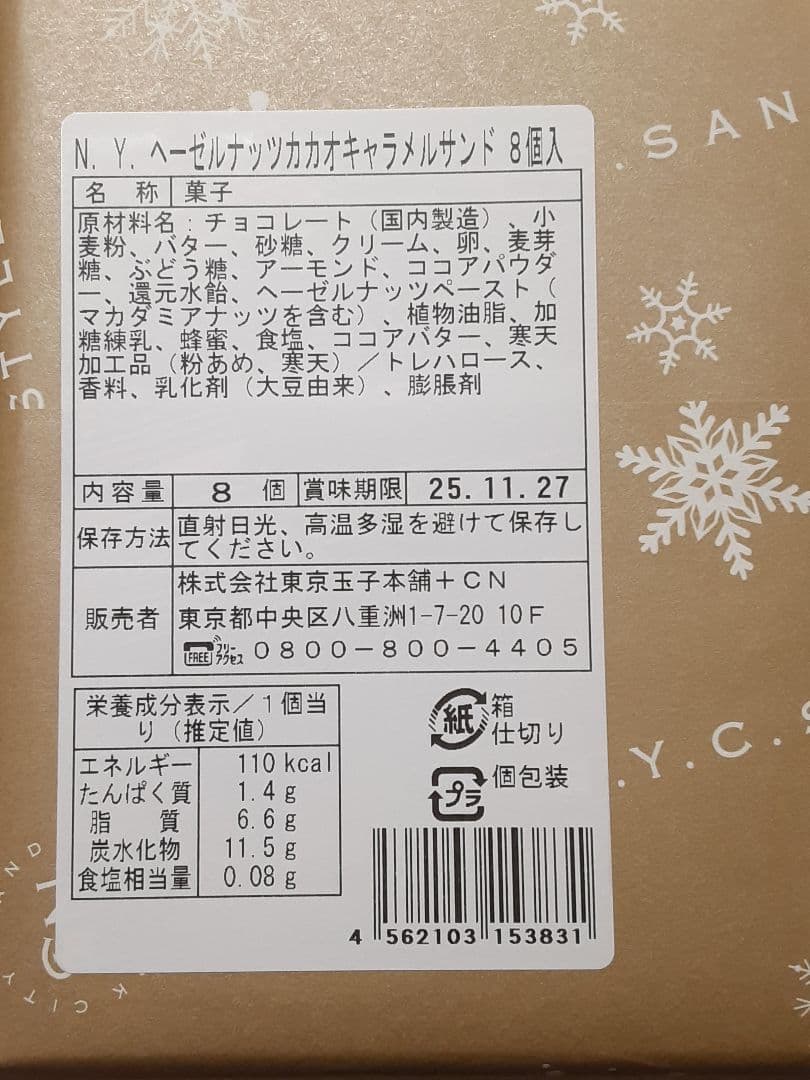 N. Y. ヘーゼルナッツカカオキャラメルサンド 8個入
名 称 菓子
原材料名：チョコレート（国内製造）、小
麦粉、バター、砂糖、クリーム、卵、麦芽
糖、ぶどう糖、アーモンド、ココアパウダ
ー、還元水飴、ヘーゼルナッツペースト（
マカダミアナッツを含む）、植物油脂、加
糖練乳、蜂蜜、食塩、ココアバター、寒天
加工品（粉あめ、寒天）／トレハロース、
香料、乳化剤（大豆由来）、膨脹剤
内容量 8 個 賞味期限 25.11.27
保存方法 直射日光、高温多湿を避けて保存し
てください。
販売者 株式会社東京玉子本舗＋CN
東京都中央区八重洲1-7-20 10F
FREE フリーアクセス 0800－800－4405
栄養成分表示／1個当
り（推定値）
エネルギー 110 kcal
たんぱく質 1.4 g
脂 質 6.6 g
炭水化物 11.5 g
食塩相当量 0.08 g
紙 箱
仕切り
プラ 個包装
4 562103 153831
.SAN
.Y.C.S
STYLE
AND
CITY